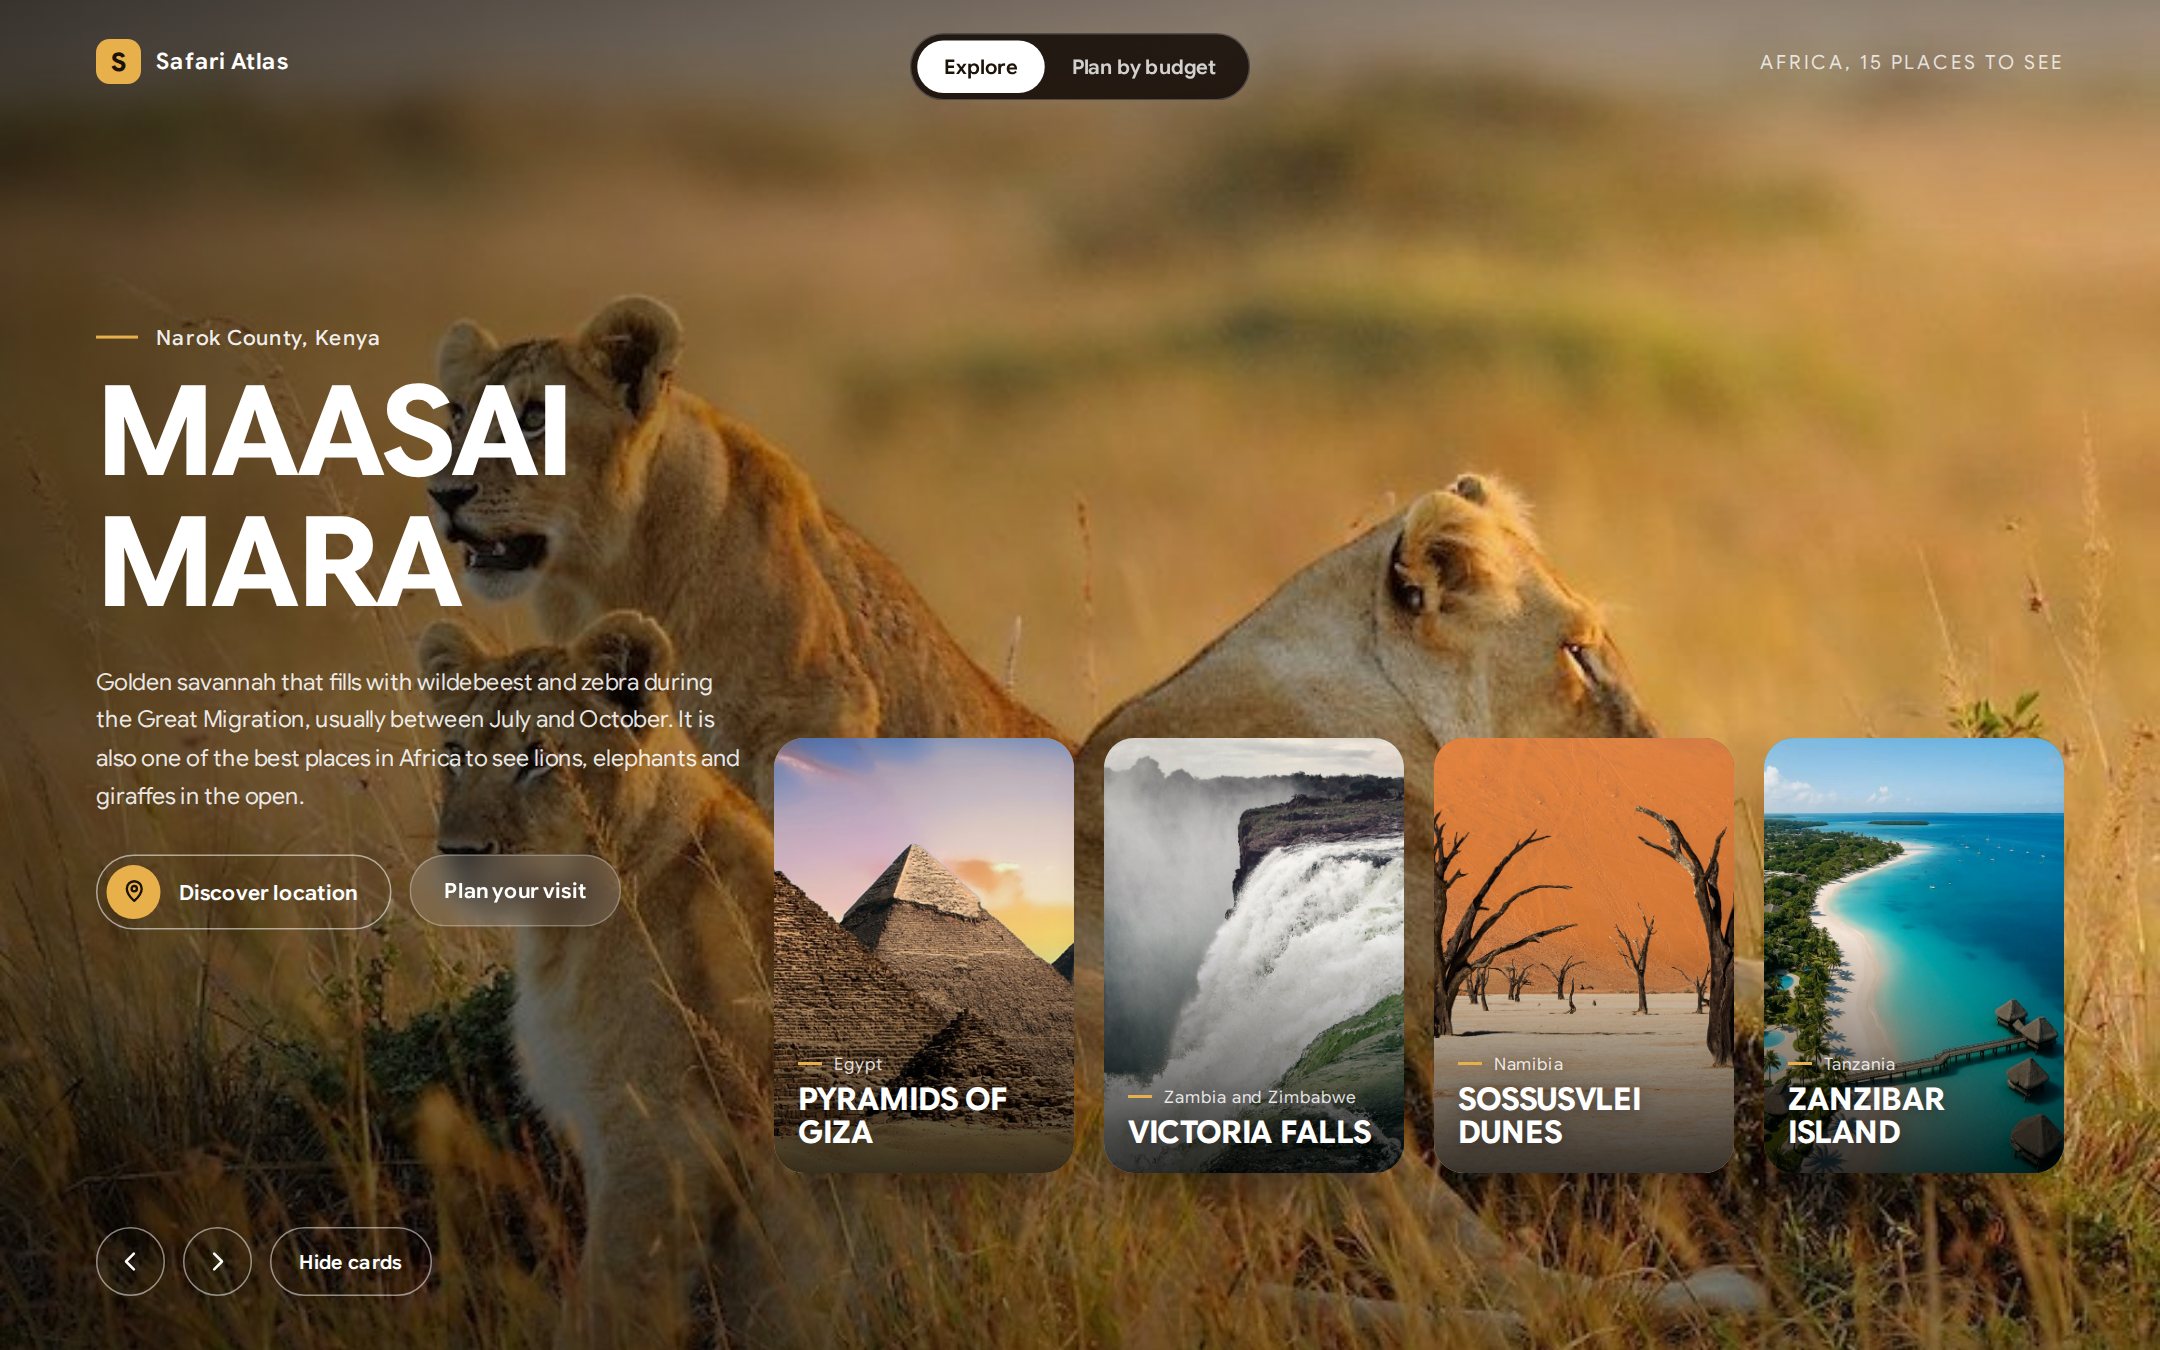 S
Safari Atlas
Explore
Plan by budget
AFRICA, 15 PLACES TO SEE
Narok County, Kenya
MAASAI
MARA
Golden savannah that fills with wildebeest and zebra during
the Great Migration, usually between July and October. It is
also one of the best places in Africa to see lions, elephants and
giraffes in the open.
Discover location
Plan your visit
Egypt
PYRAMIDS OF
GIZA
Zambia and Zimbabwe
VICTORIA FALLS
Namibia
SOSSUSVLEI
DUNES
Tanzania
ZANZIBAR
ISLAND
Hide cards